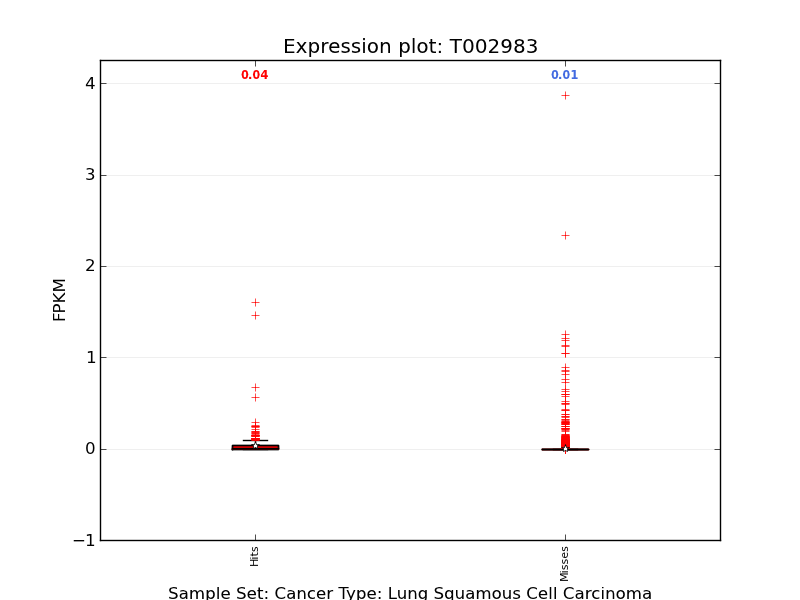 Expression plot: T002983
0.04
0.01
4
3
2
1
0
−1
FPKM
Hits
Misses
Sample Set: Cancer Type: Lung Squamous Cell Carcinoma